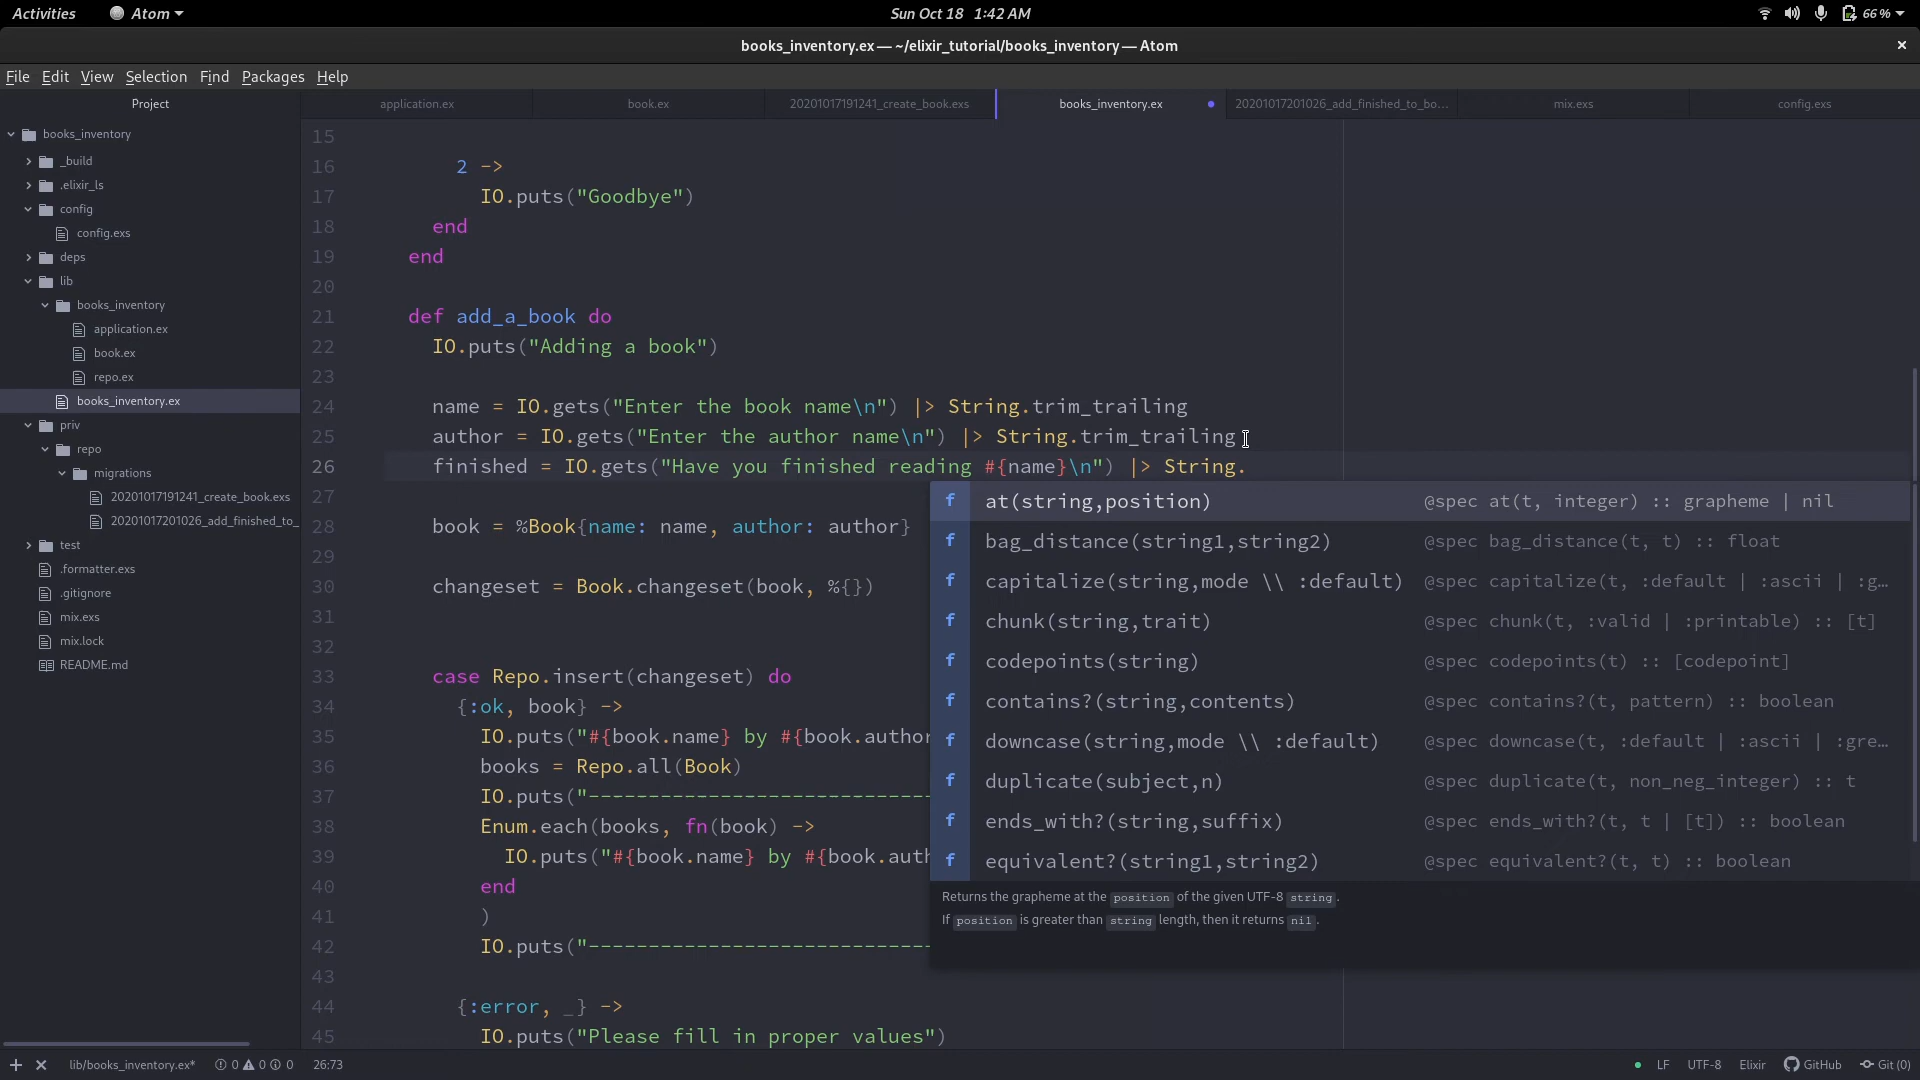 Activities Atom Sun Oct 18 1:42 AM 66 %
books_inventory.ex — ~/elixir_tutorial/books_inventory — Atom
File Edit View Selection Find Packages Help
Project
application.ex book.ex 20201017191241_create_book.exs books_inventory.ex 20201017201026_add_finished_to_bo... mix.exs config.exs
books_inventory
_build
.elixir_ls
config
config.exs
deps
lib
books_inventory
application.ex
book.ex
repo.ex
books_inventory.ex
priv
repo
migrations
20201017191241_create_book.exs
20201017201026_add_finished_to_
test
.formatter.exs
.gitignore
mix.exs
mix.lock
README.md
15
16 2 ->
17 IO.puts("Goodbye")
18 end
19 end
20
21 def add_a_book do
22 IO.puts("Adding a book")
23
24 name = IO.gets("Enter the book name\n") |> String.trim_trailing
25 author = IO.gets("Enter the author name\n") |> String.trim_trailing
26 finished = IO.gets("Have you finished reading #{name}\n") |> String.
27
28 book = %Book{name: name, author: author}
29
30 changeset = Book.changeset(book, %{})
31
32
33 case Repo.insert(changeset) do
34 {:ok, book} ->
35 IO.puts("#{book.name} by #{book.author
36 books = Repo.all(Book)
37 IO.puts("-----------------------------
38 Enum.each(books, fn(book) ->
39 IO.puts("#{book.name} by #{book.auth
40 end
41 )
42 IO.puts("-----------------------------
43
44 {:error, _} ->
45 IO.puts("Please fill in proper values")
f at(string,position) @spec at(t, integer) :: grapheme | nil
f bag_distance(string1,string2) @spec bag_distance(t, t) :: float
f capitalize(string,mode \\ :default) @spec capitalize(t, :default | :ascii | :g…
f chunk(string,trait) @spec chunk(t, :valid | :printable) :: [t]
f codepoints(string) @spec codepoints(t) :: [codepoint]
f contains?(string,contents) @spec contains?(t, pattern) :: boolean
f downcase(string,mode \\ :default) @spec downcase(t, :default | :ascii | :gre…
f duplicate(subject,n) @spec duplicate(t, non_neg_integer) :: t
f ends_with?(string,suffix) @spec ends_with?(t, t | [t]) :: boolean
f equivalent?(string1,string2) @spec equivalent?(t, t) :: boolean
Returns the grapheme at the position of the given UTF-8 string.
If position is greater than string length, then it returns nil.
lib/books_inventory.ex* 0 0 0 26:73 LF UTF-8 Elixir GitHub Git (0)